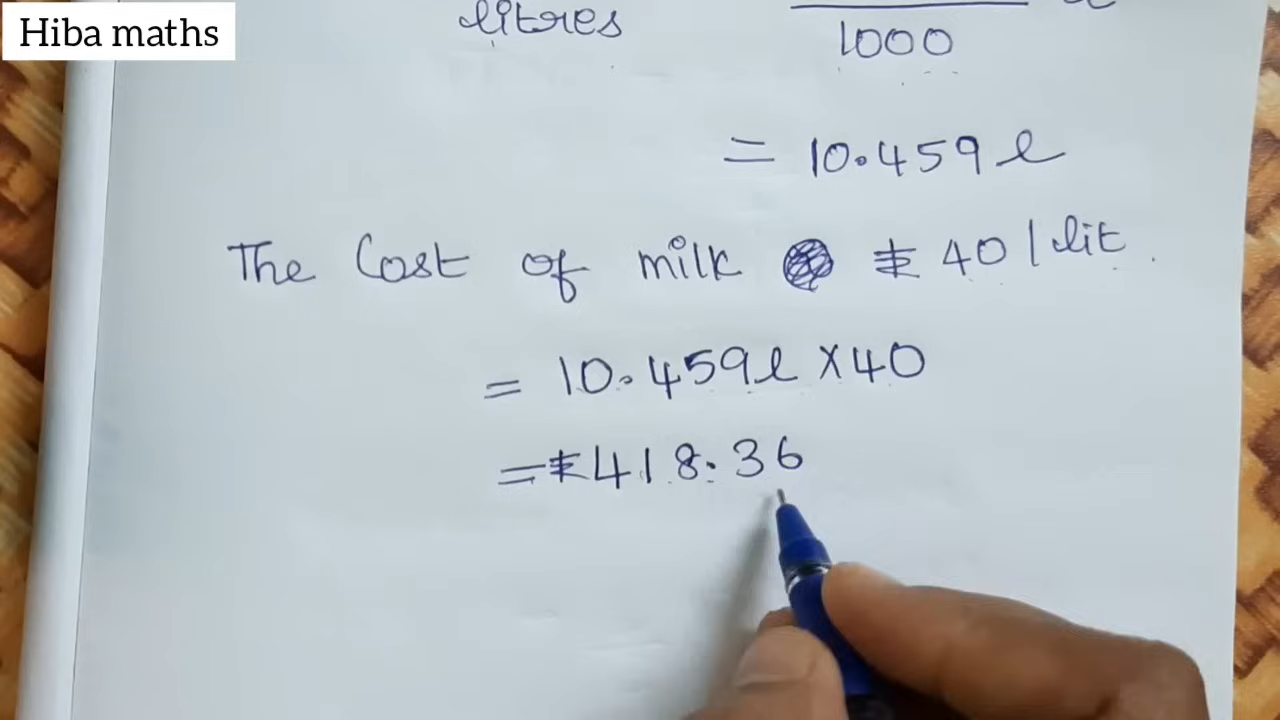 Hiba maths
litres
1000
= 10.459 l
The Cost of milk ₹ 40 / lit.
= 10.459 l × 40
= ₹ 418.36